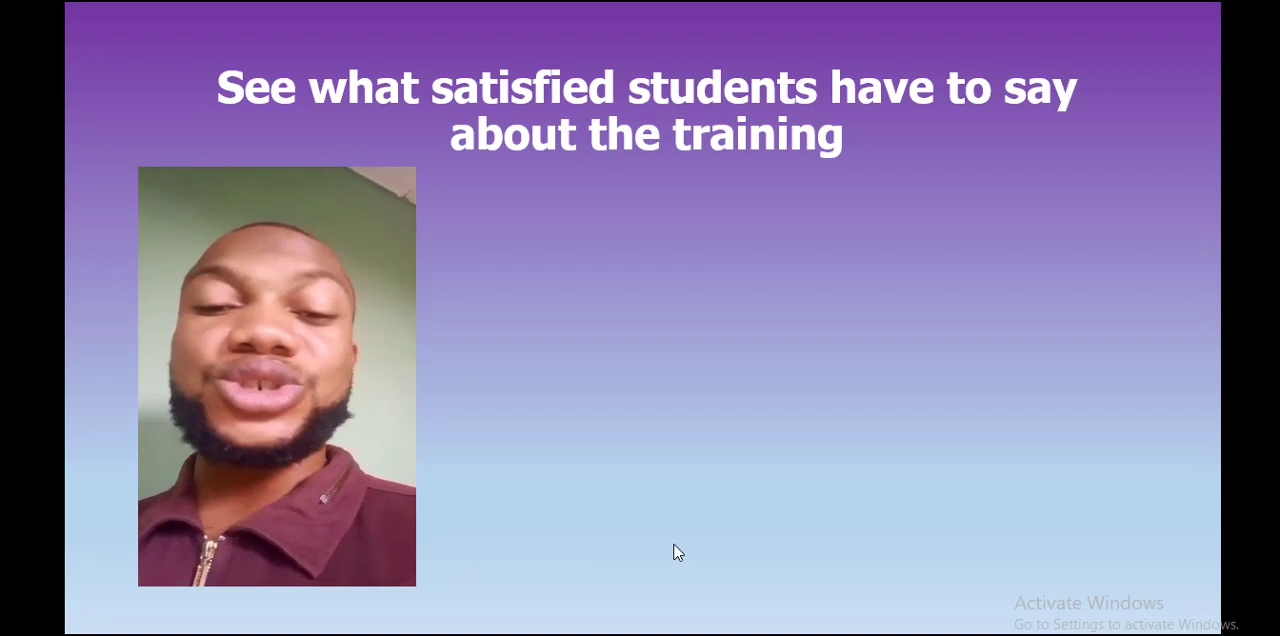 See what satisfied students have to say
about the training
Activate Windows
Go to Settings to activate Windows.